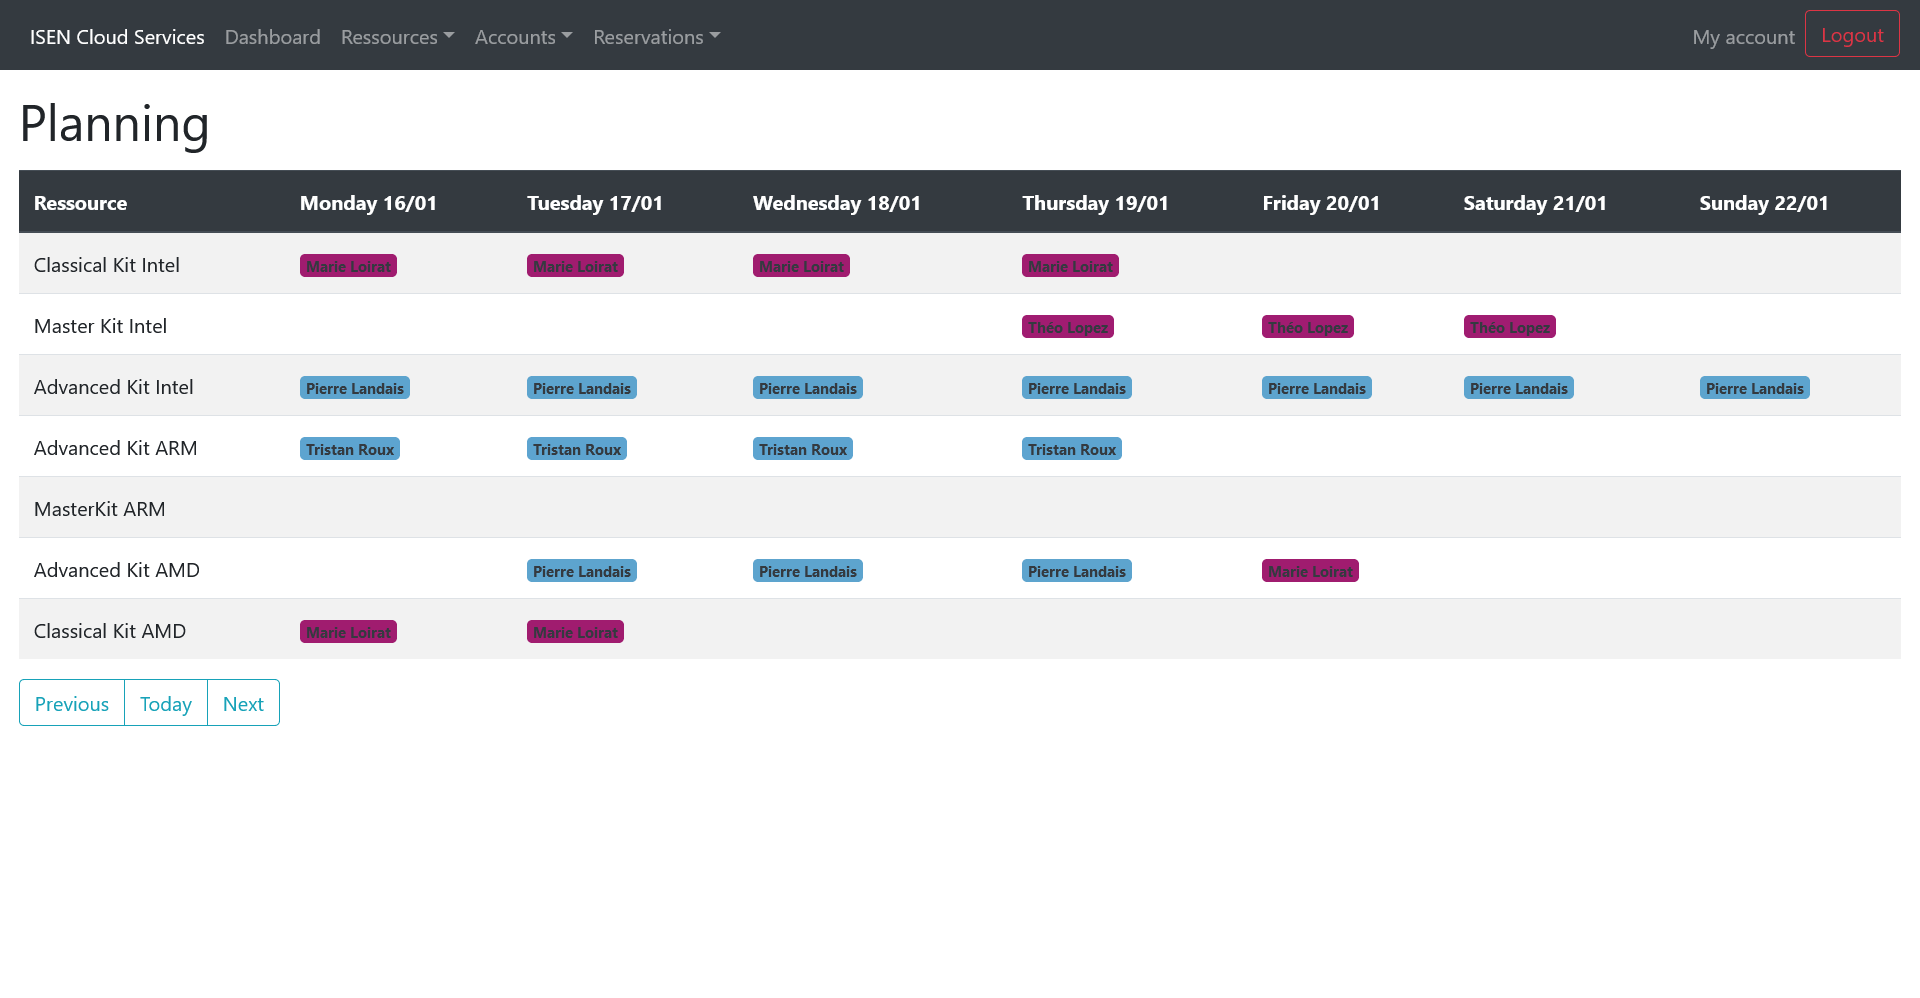 ISEN Cloud Services Dashboard Ressources Accounts Reservations My account Logout
Planning
Ressource Monday 16/01 Tuesday 17/01 Wednesday 18/01 Thursday 19/01 Friday 20/01 Saturday 21/01 Sunday 22/01
Classical Kit Intel Marie Loirat Marie Loirat Marie Loirat Marie Loirat
Master Kit Intel Théo Lopez Théo Lopez Théo Lopez
Advanced Kit Intel Pierre Landais Pierre Landais Pierre Landais Pierre Landais Pierre Landais Pierre Landais Pierre Landais
Advanced Kit ARM Tristan Roux Tristan Roux Tristan Roux Tristan Roux
MasterKit ARM
Advanced Kit AMD Pierre Landais Pierre Landais Pierre Landais Marie Loirat
Classical Kit AMD Marie Loirat Marie Loirat
Previous Today Next